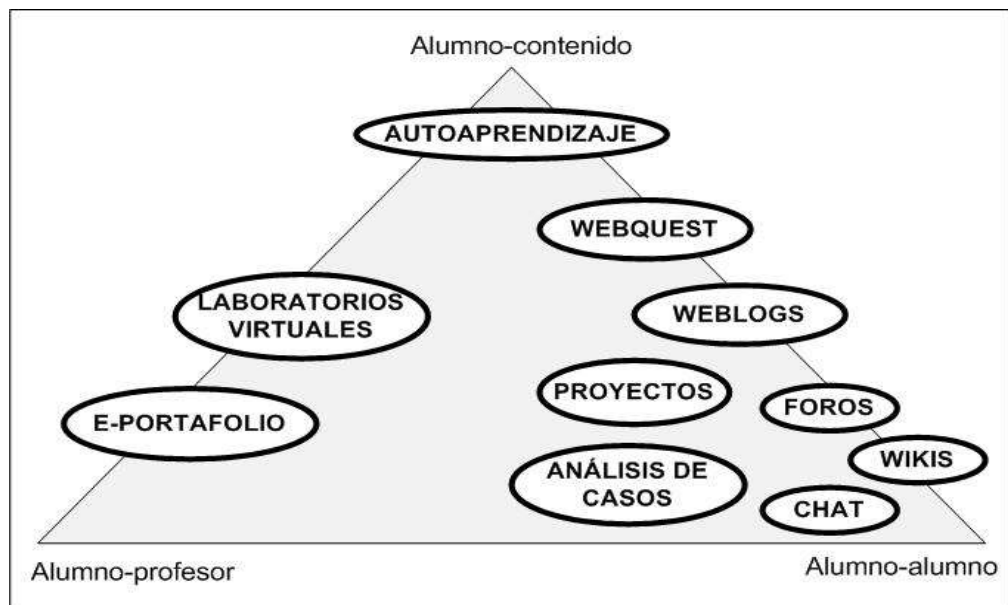 Alumno-contenido
AUTOAPRENDIZAJE
WEBQUEST
LABORATORIOS
VIRTUALES
WEBLOGS
PROYECTOS
FOROS
E-PORTAFOLIO
WIKIS
ANÁLISIS DE
CASOS
CHAT
Alumno-profesor
Alumno-alumno